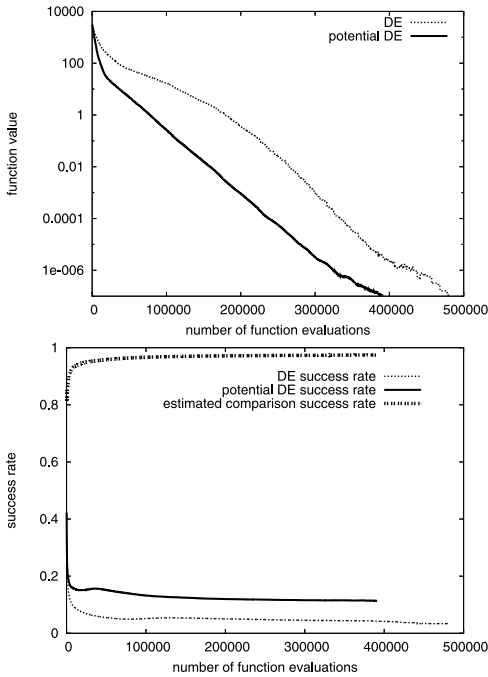 10000
100
1
0.01
0.0001
1e-006
function value
DE
potential DE
0 100000 200000 300000 400000 500000
number of function evaluations
1
0.8
0.6
0.4
0.2
0
success rate
DE success rate
potential DE success rate
estimated comparison success rate
0 100000 200000 300000 400000 500000
number of function evaluations